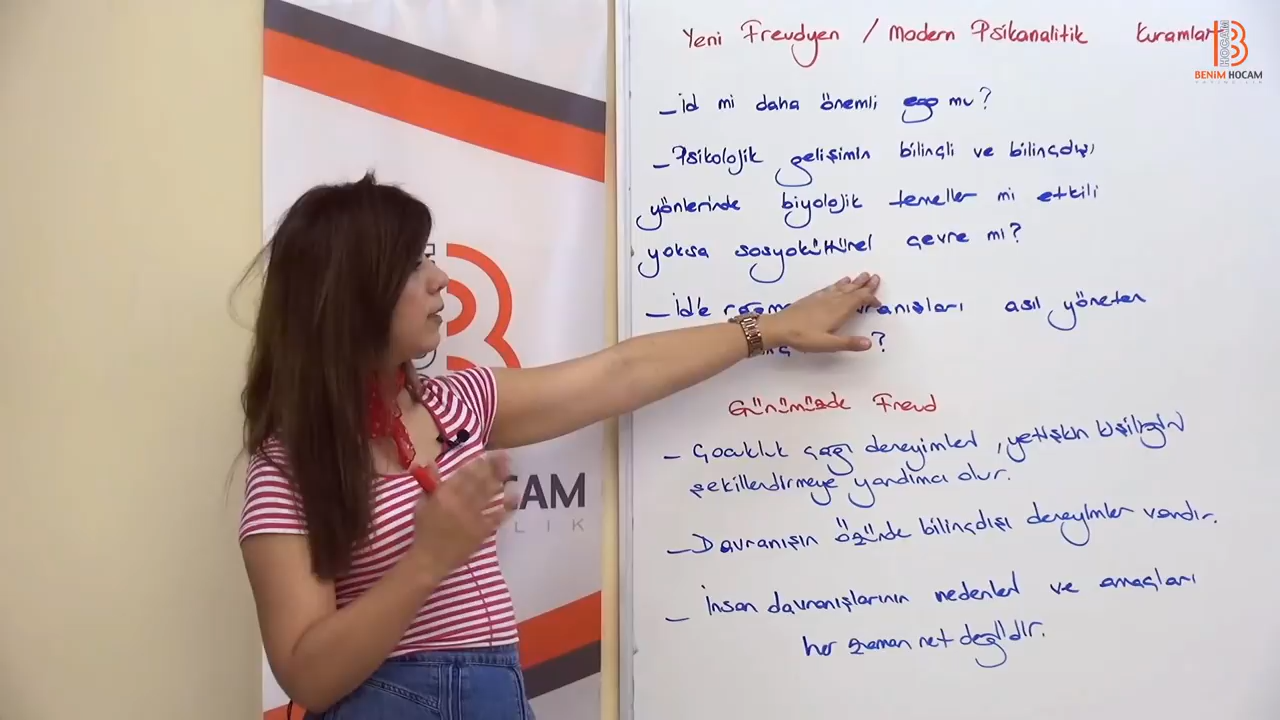 Yeni Freudyen / Modern Psikanalitik Kuramlar
HOCAM
BENİM HOCAM
_ id mi daha önemli ego mu?
_ Psikolojik gelişimin bilinçli ve bilinçdışı
yönlerinde biyolojik temeller mi etkili
yoksa sosyokültürel çevre mi?
_ İd'e asıl yöneten
?
Günümüzde Freud
_ Çocukluk çağı deneyimleri, yetişkin kişiliğini
şekillendirmeye yardımcı olur.
_ Davranışın özünde bilinçdışı deneyimler vardır.
_ İnsan davranışlarının nedenleri ve amaçları
her zaman net değildir.
CAM
LIK